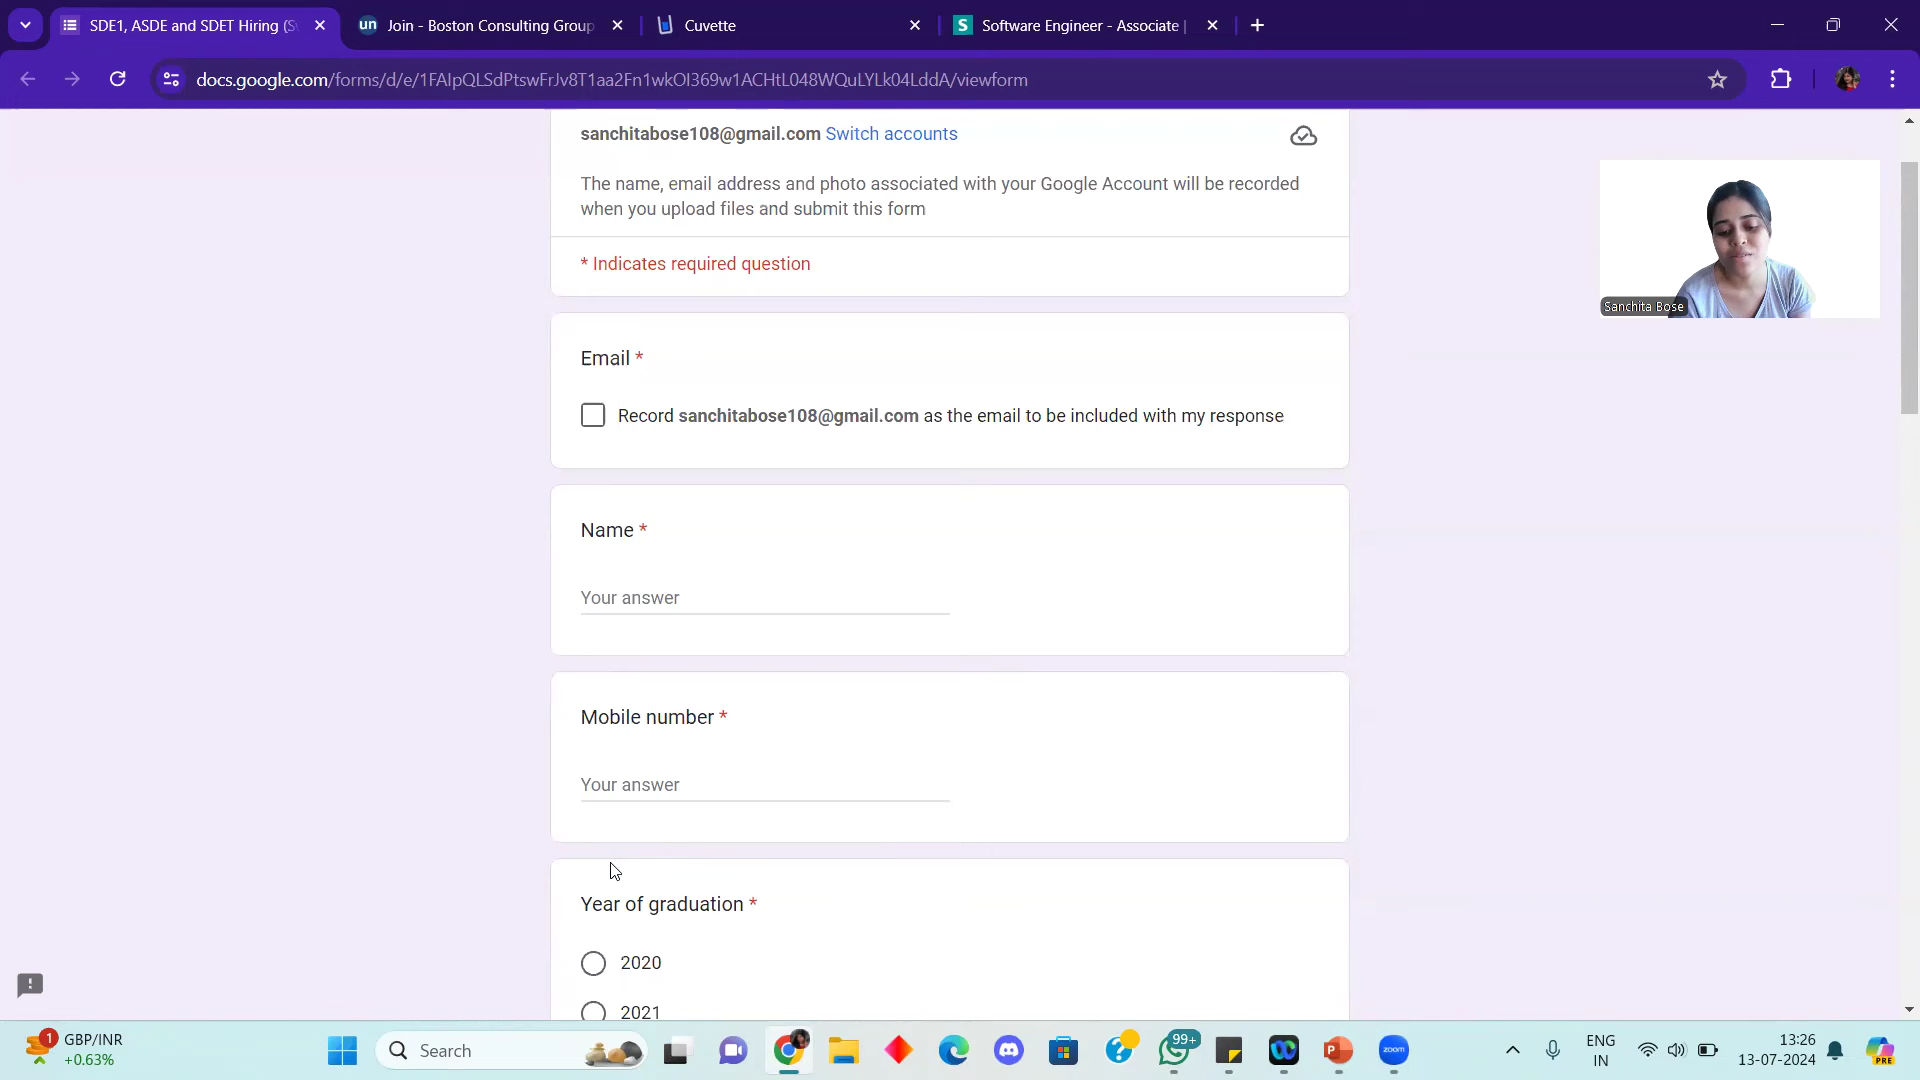 SDE1, ASDE and SDET Hiring (S
un Join - Boston Consulting Group
Cuvette
S Software Engineer - Associate |
docs.google.com/forms/d/e/1FAIpQLSdPtswFrJv8T1aa2Fn1wkOI369w1ACHtL048WQuLYLk04LddA/viewform
sanchitabose108@gmail.com Switch accounts
The name, email address and photo associated with your Google Account will be recorded
when you upload files and submit this form
* Indicates required question
Sanchita Bose
Email *
Record sanchitabose108@gmail.com as the email to be included with my response
Name *
Your answer
Mobile number *
Your answer
Year of graduation *
2020
2021
1
GBP/INR
+0.63%
Search
99+
zoom
ENG
IN
13:26
13-07-2024
PRE